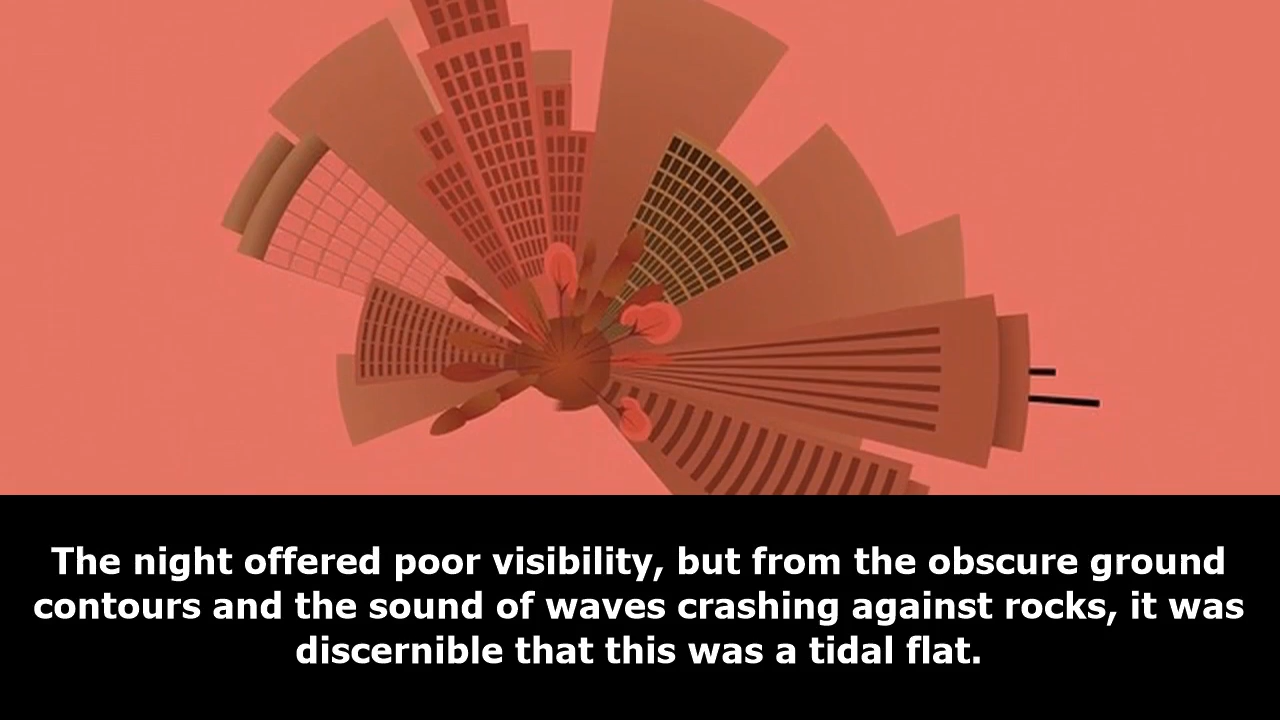 The night offered poor visibility, but from the obscure ground
contours and the sound of waves crashing against rocks, it was
discernible that this was a tidal flat.